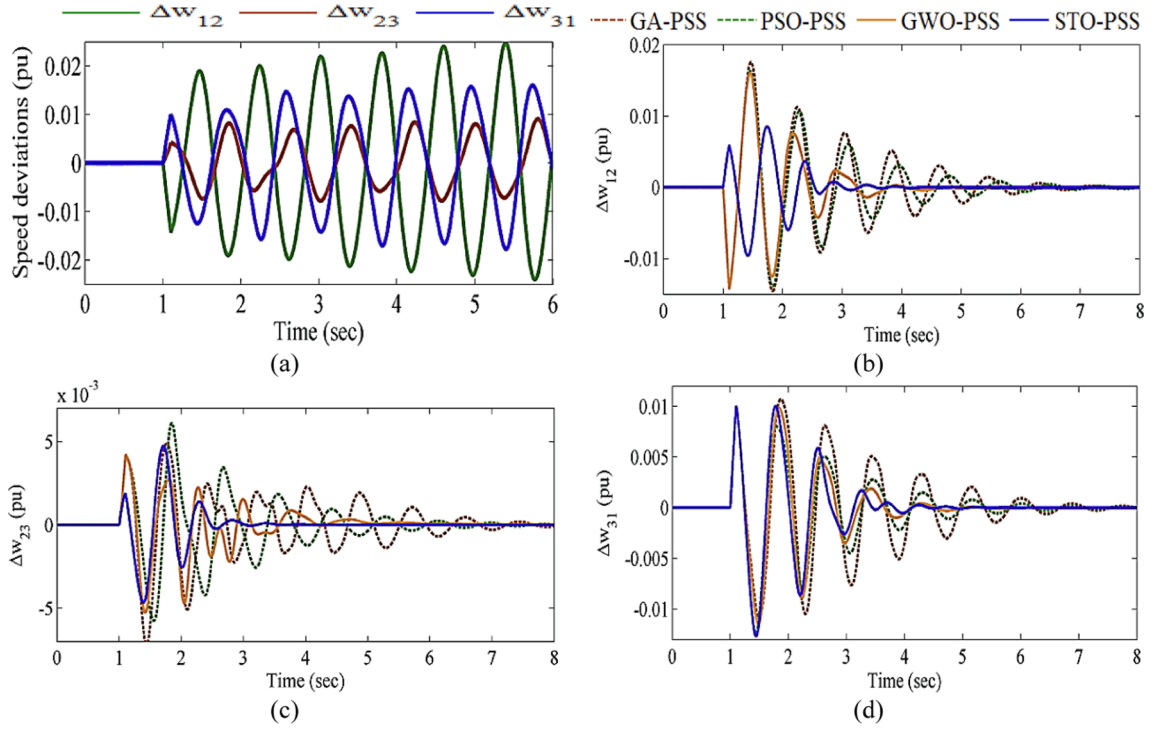 Δw12 Δw23 Δw31
GA-PSS PSO-PSS GWO-PSS STO-PSS
Speed deviations (pu)
0.02
0.01
0
-0.01
-0.02
0 1 2 3 4 5 6
Time (sec)
(a)
Δw12 (pu)
0.02
0.01
0
-0.01
0 1 2 3 4 5 6 7 8
Time (sec)
(b)
x 10-3
Δw23 (pu)
5
0
-5
0 1 2 3 4 5 6 7 8
Time (sec)
(c)
Δw31 (pu)
0.01
0.005
0
-0.005
-0.01
0 1 2 3 4 5 6 7 8
Time (sec)
(d)